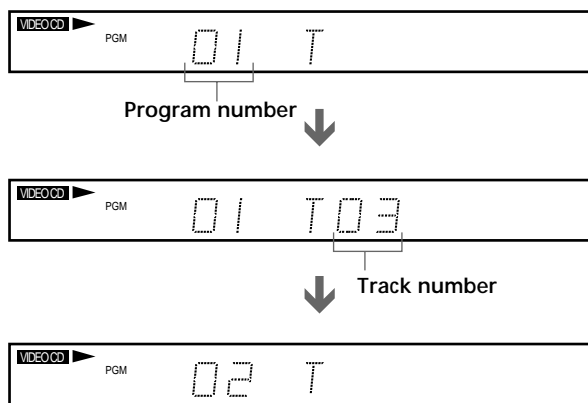 VIDEO CD
PGM 01 T
Program number
VIDEO CD
PGM 01 T03
Track number
VIDEO CD
PGM 02 T